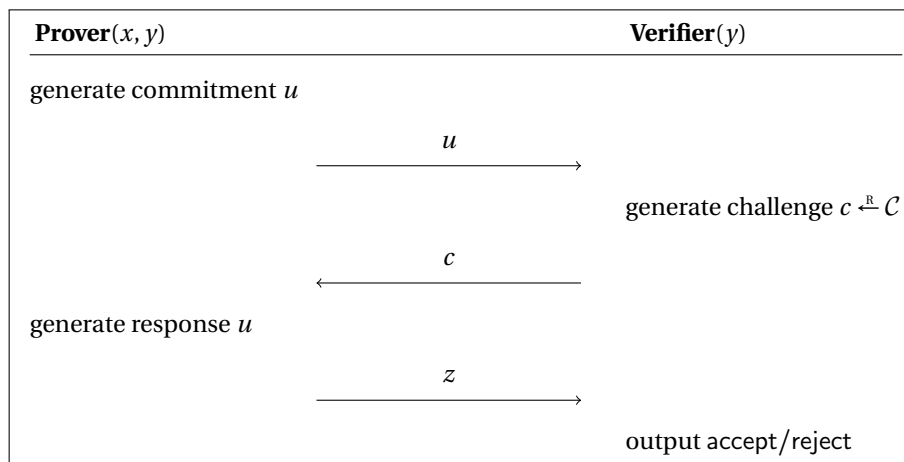 Prover(x, y) Verifier(y)
generate commitment u
u
generate challenge c ←ᴿ 𝒞
c
generate response u
z
output accept/reject